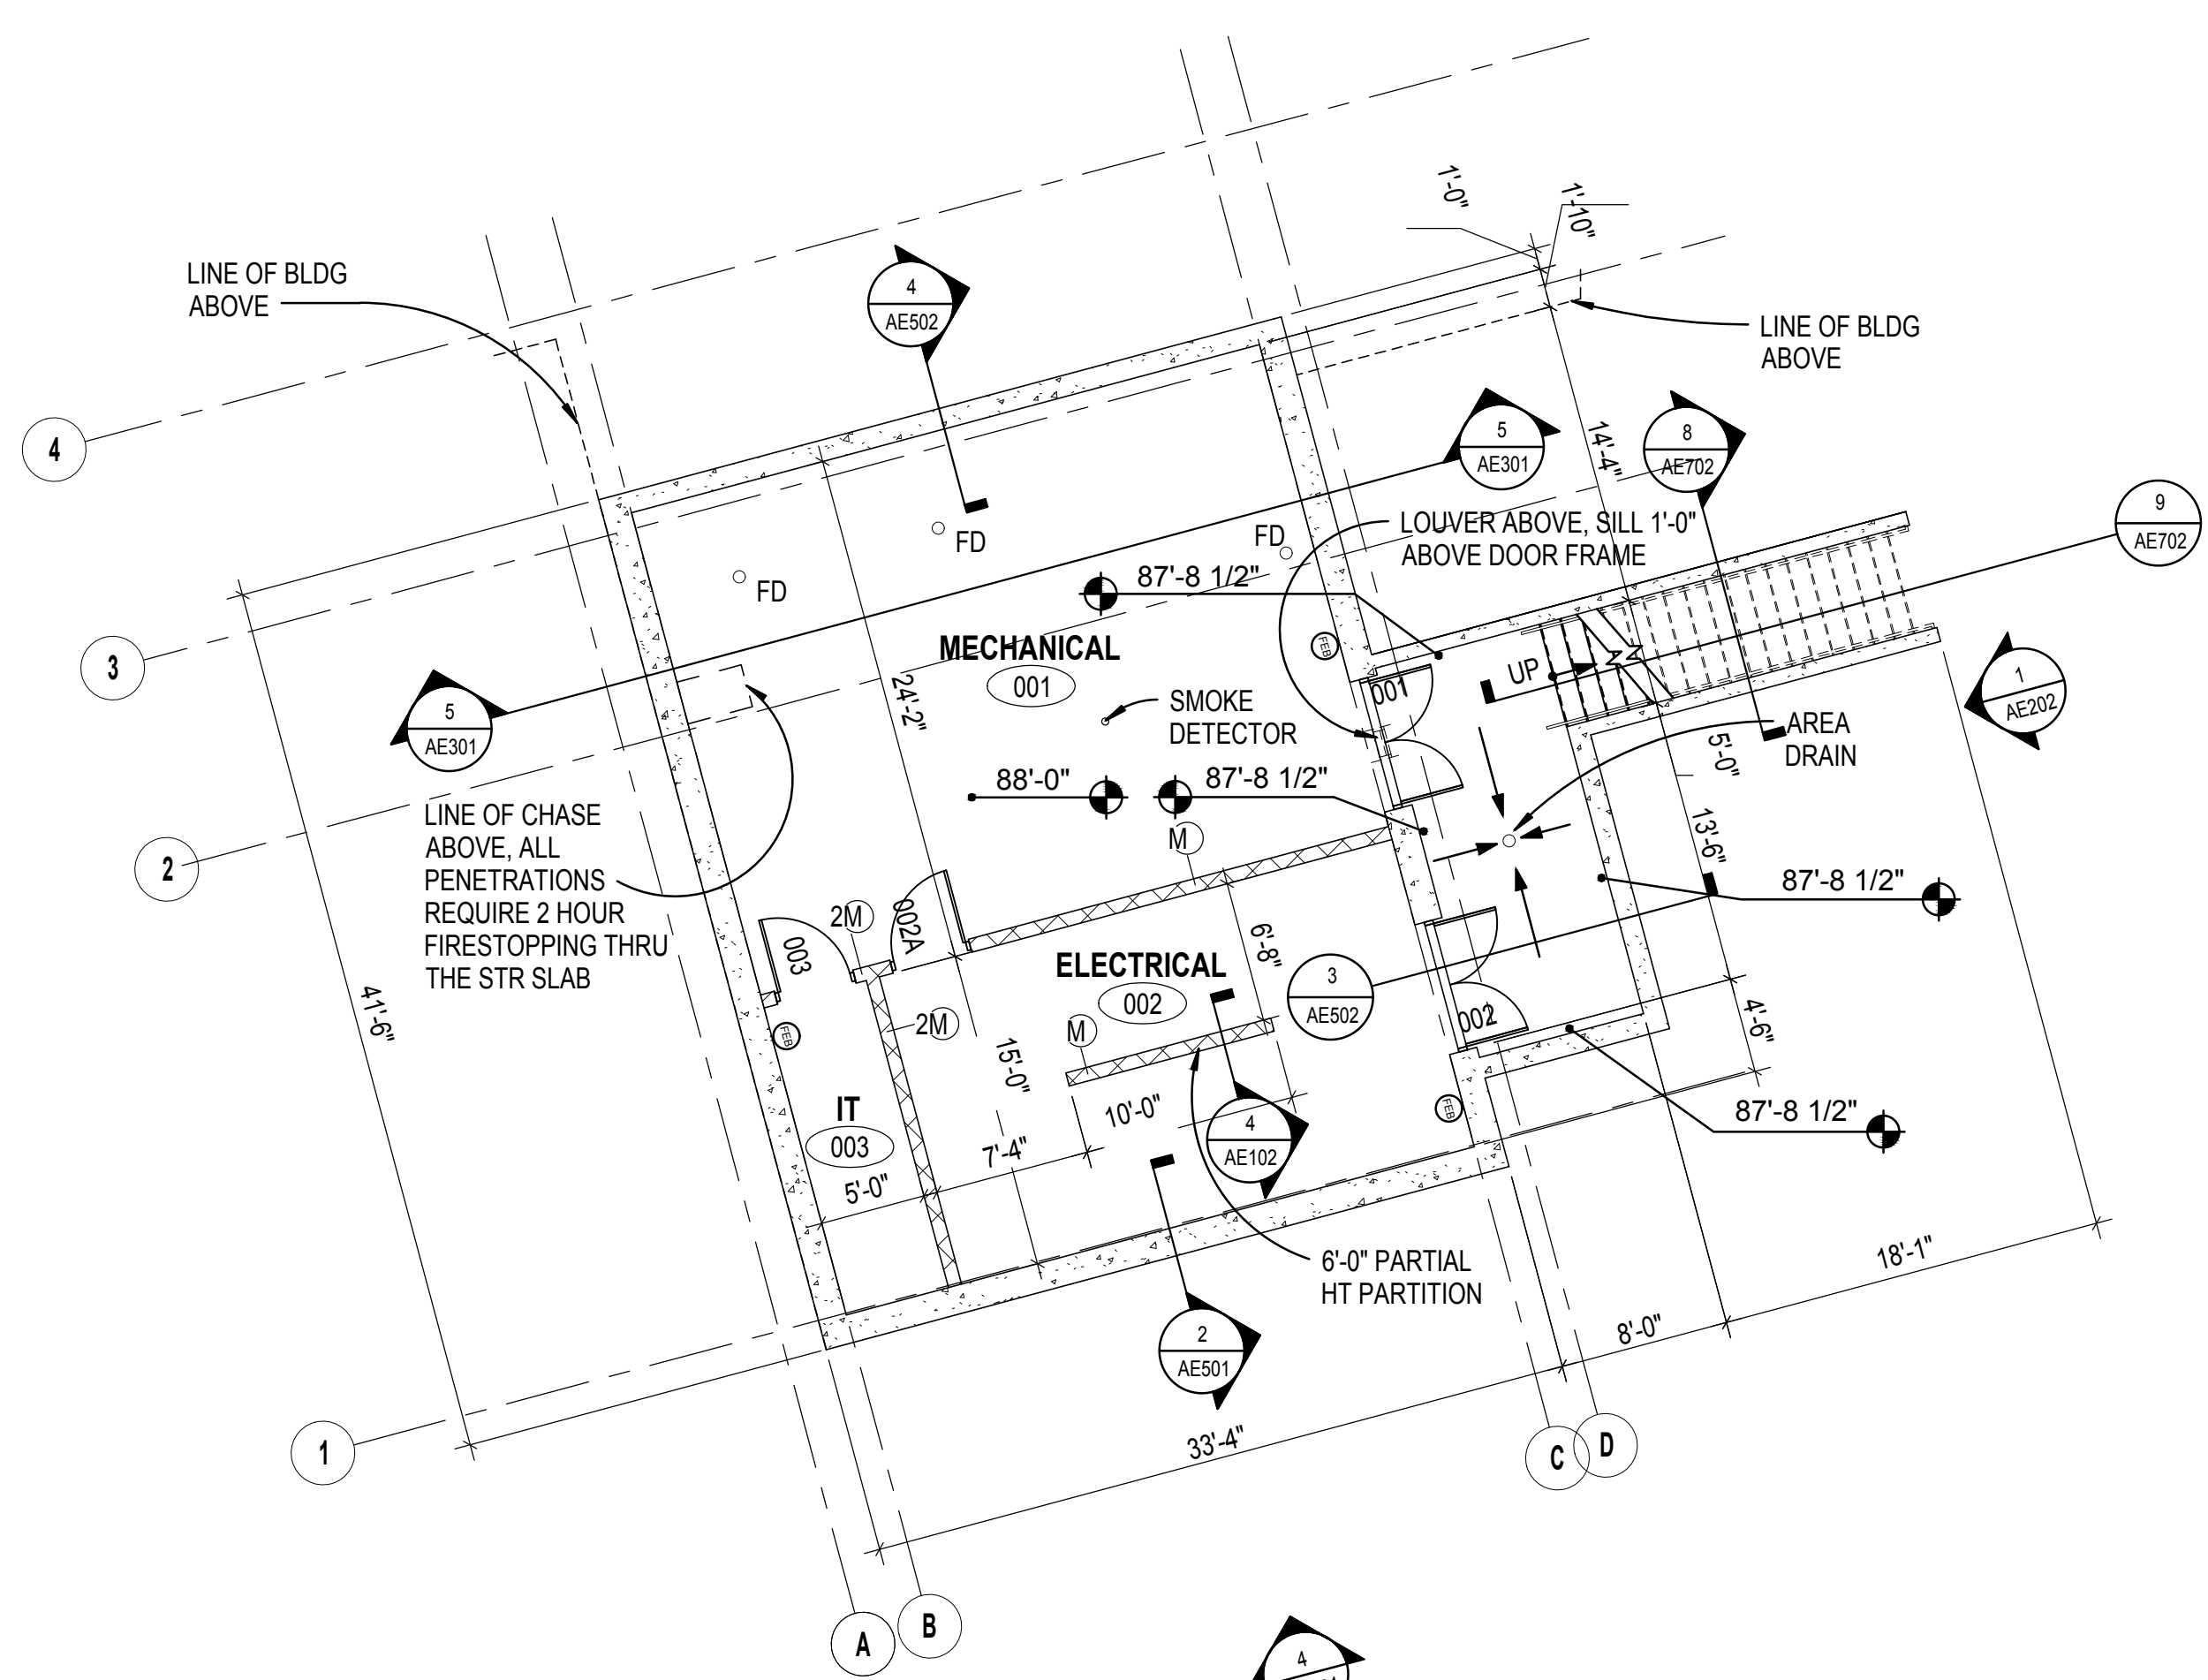 1'-0"
1'-10"
LINE OF BLDG
ABOVE
4
AE502
LINE OF BLDG
ABOVE
4
5
AE301
14'-4"
8
AE702
9
AE702
LOUVER ABOVE, SILL 1'-0"
ABOVE DOOR FRAME
FD
FD
FD
87'-8 1/2"
3
MECHANICAL
001
FEB
UP
001
1
AE202
24'-2"
SMOKE
DETECTOR
AREA
DRAIN
5
AE301
5'-0"
88'-0"
87'-8 1/2"
LINE OF CHASE
ABOVE, ALL
PENETRATIONS
REQUIRE 2 HOUR
FIRESTOPPING THRU
THE STR SLAB
2
M
13'-6"
87'-8 1/2"
2M
002A
003
6'-8"
ELECTRICAL
002
3
AE502
41'-6"
2M
M
002
4'-6"
FEB
15'-0"
IT
003
10'-0"
FEB
87'-8 1/2"
4
AE102
7'-4"
5'-0"
6'-0" PARTIAL
HT PARTITION
18'-1"
2
AE501
8'-0"
33'-4"
1
C
D
B
A
4